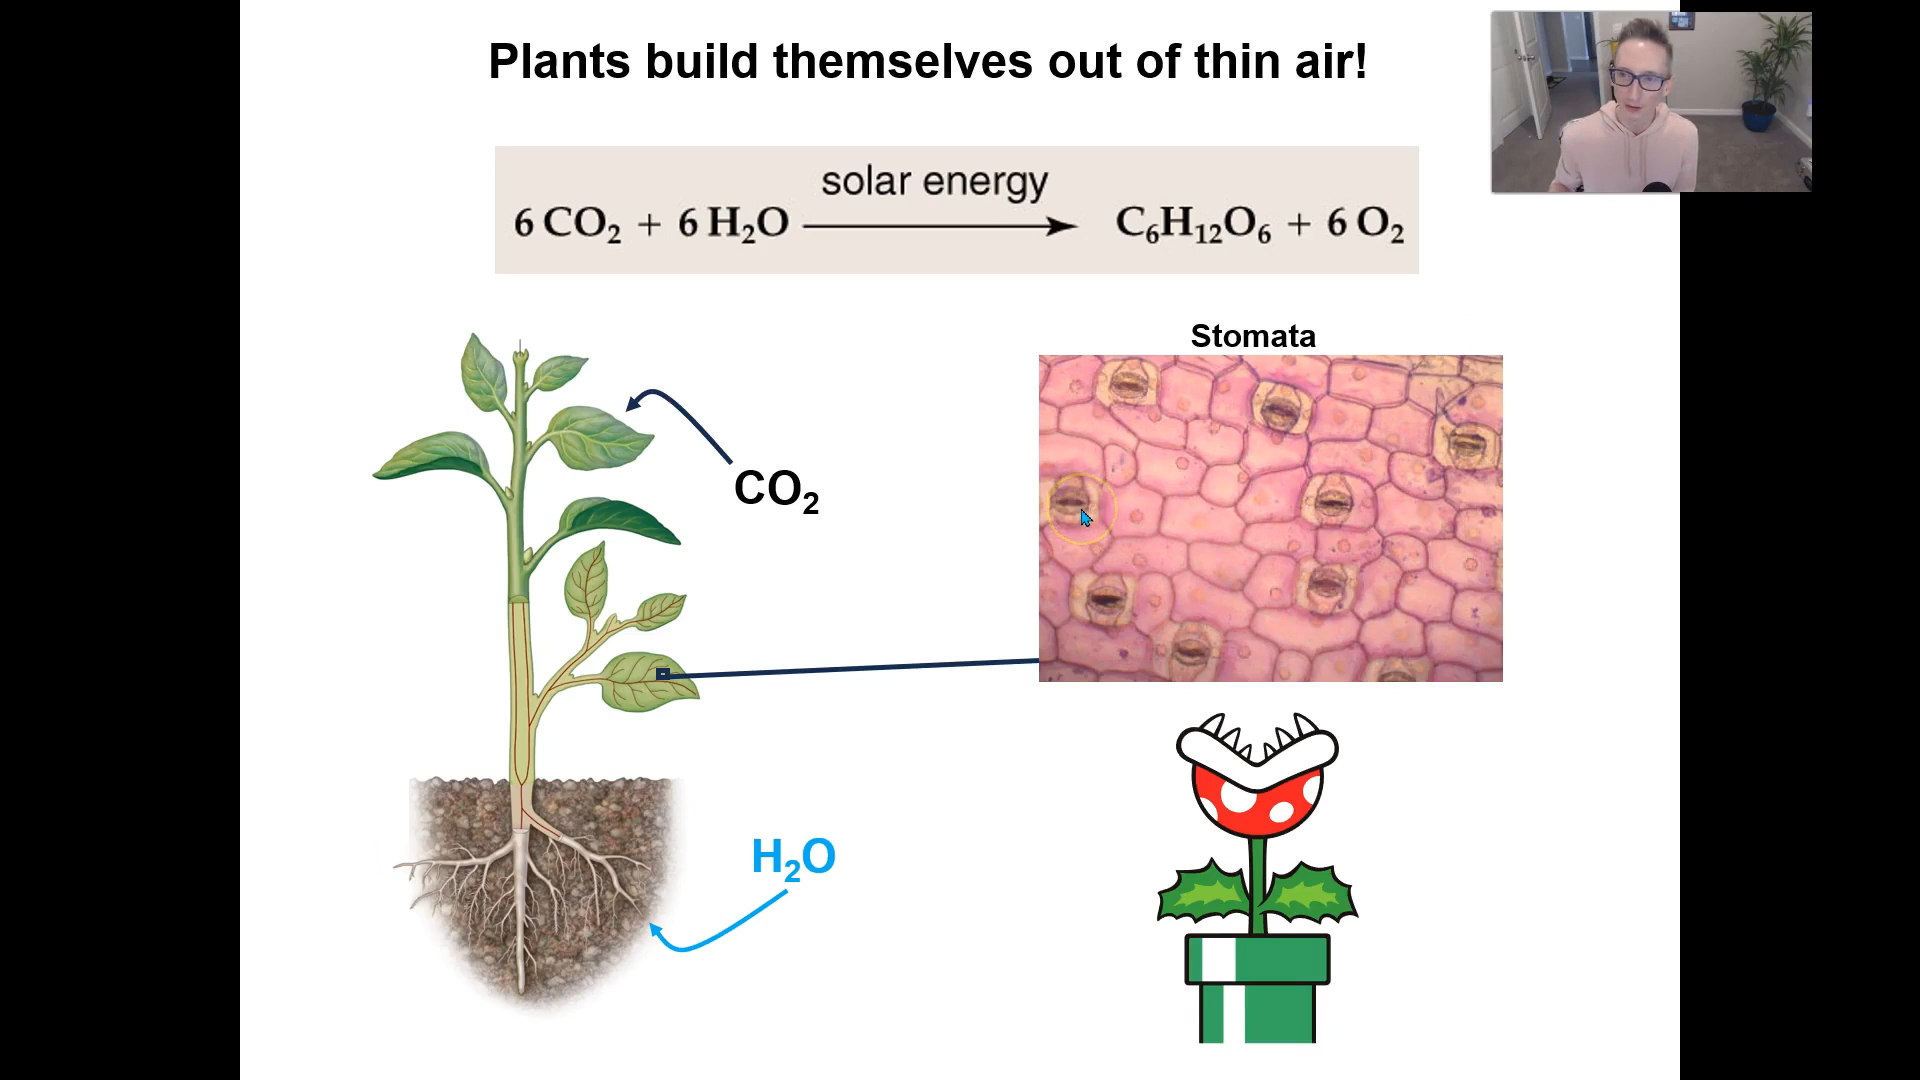 Plants build themselves out of thin air!
solar energy
6 CO₂ + 6 H₂O ⟶ C₆H₁₂O₆ + 6 O₂
Stomata
CO₂
H₂O